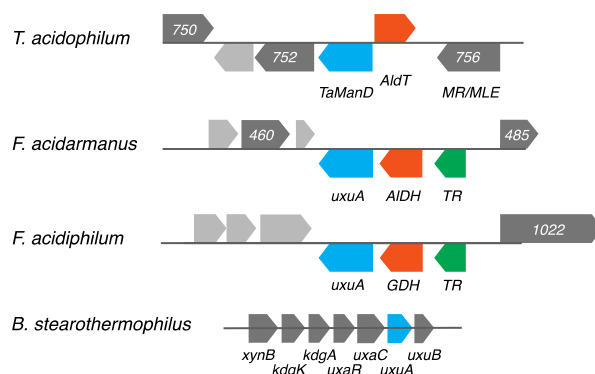 T. acidophilum
750
752
TaManD
AldT
756
MR/MLE
F. acidarmanus
460
485
uxuA
AlDH
TR
F. acidiphilum
1022
uxuA
GDH
TR
B. stearothermophilus
xynB
kdgK
kdgA
uxaR
uxaC
uxuA
uxuB